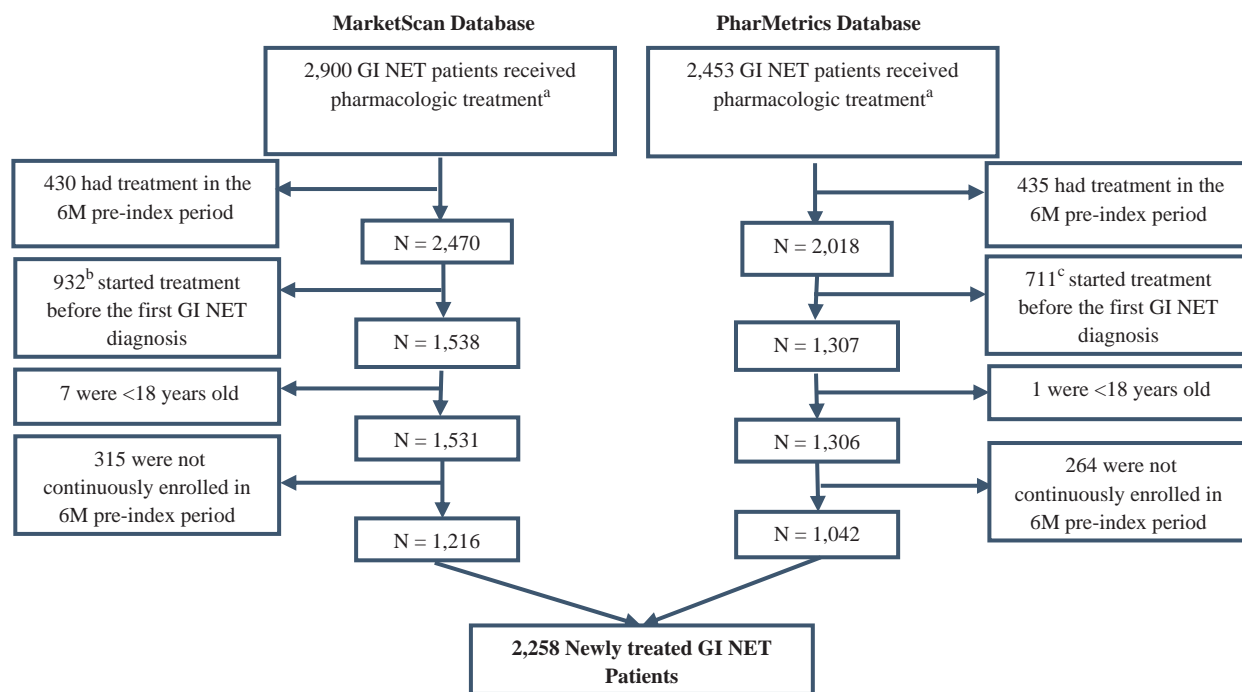 MarketScan Database
PharMetrics Database
2,900 GI NET patients received
pharmacologic treatmentᵃ
2,453 GI NET patients received
pharmacologic treatmentᵃ
430 had treatment in the
6M pre-index period
435 had treatment in the
6M pre-index period
N = 2,470
N = 2,018
932ᵇ started treatment
before the first GI NET
diagnosis
711ᶜ started treatment
before the first GI NET
diagnosis
N = 1,538
N = 1,307
7 were <18 years old
1 were <18 years old
N = 1,531
N = 1,306
315 were not
continuously enrolled in
6M pre-index period
264 were not
continuously enrolled in
6M pre-index period
N = 1,216
N = 1,042
2,258 Newly treated GI NET
Patients